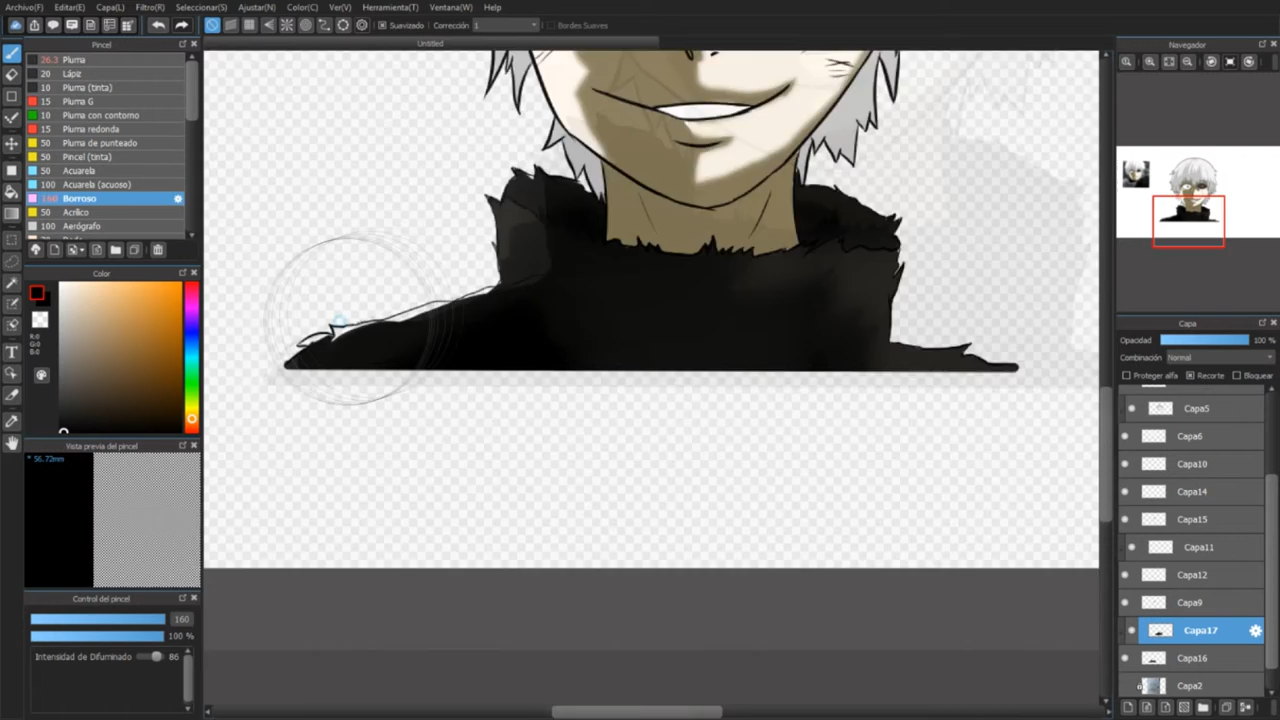 Archivo(F) Editar(E) Capa(L) Filtro(R) Seleccionar(S) Ajustar(N) Color(C) Ver(V) Herramienta(T) Ventana(W) Help
Suavizado Corrección 1 Bordes Suaves
Untitled
Pincel
26.3 Pluma
20 Lápiz
10 Pluma (tinta)
15 Pluma G
10 Pluma con contorno
15 Pluma redonda
50 Pluma de punteado
50 Pincel (tinta)
50 Acuarela
100 Acuarela (acuoso)
160 Borroso
50 Acrílico
100 Aerógrafo
Color
R:0
G:0
B:0
Vista previa del pincel
* 56.72mm
Control del pincel
160
100 %
Intensidad de Difuminado 86
Navegador
Capa
Opacidad 100 %
Combinación Normal
Proteger alfa Recorte Bloquear
Capa5
Capa6
Capa10
Capa14
Capa15
Capa11
Capa12
Capa9
Capa17
Capa16
Capa2